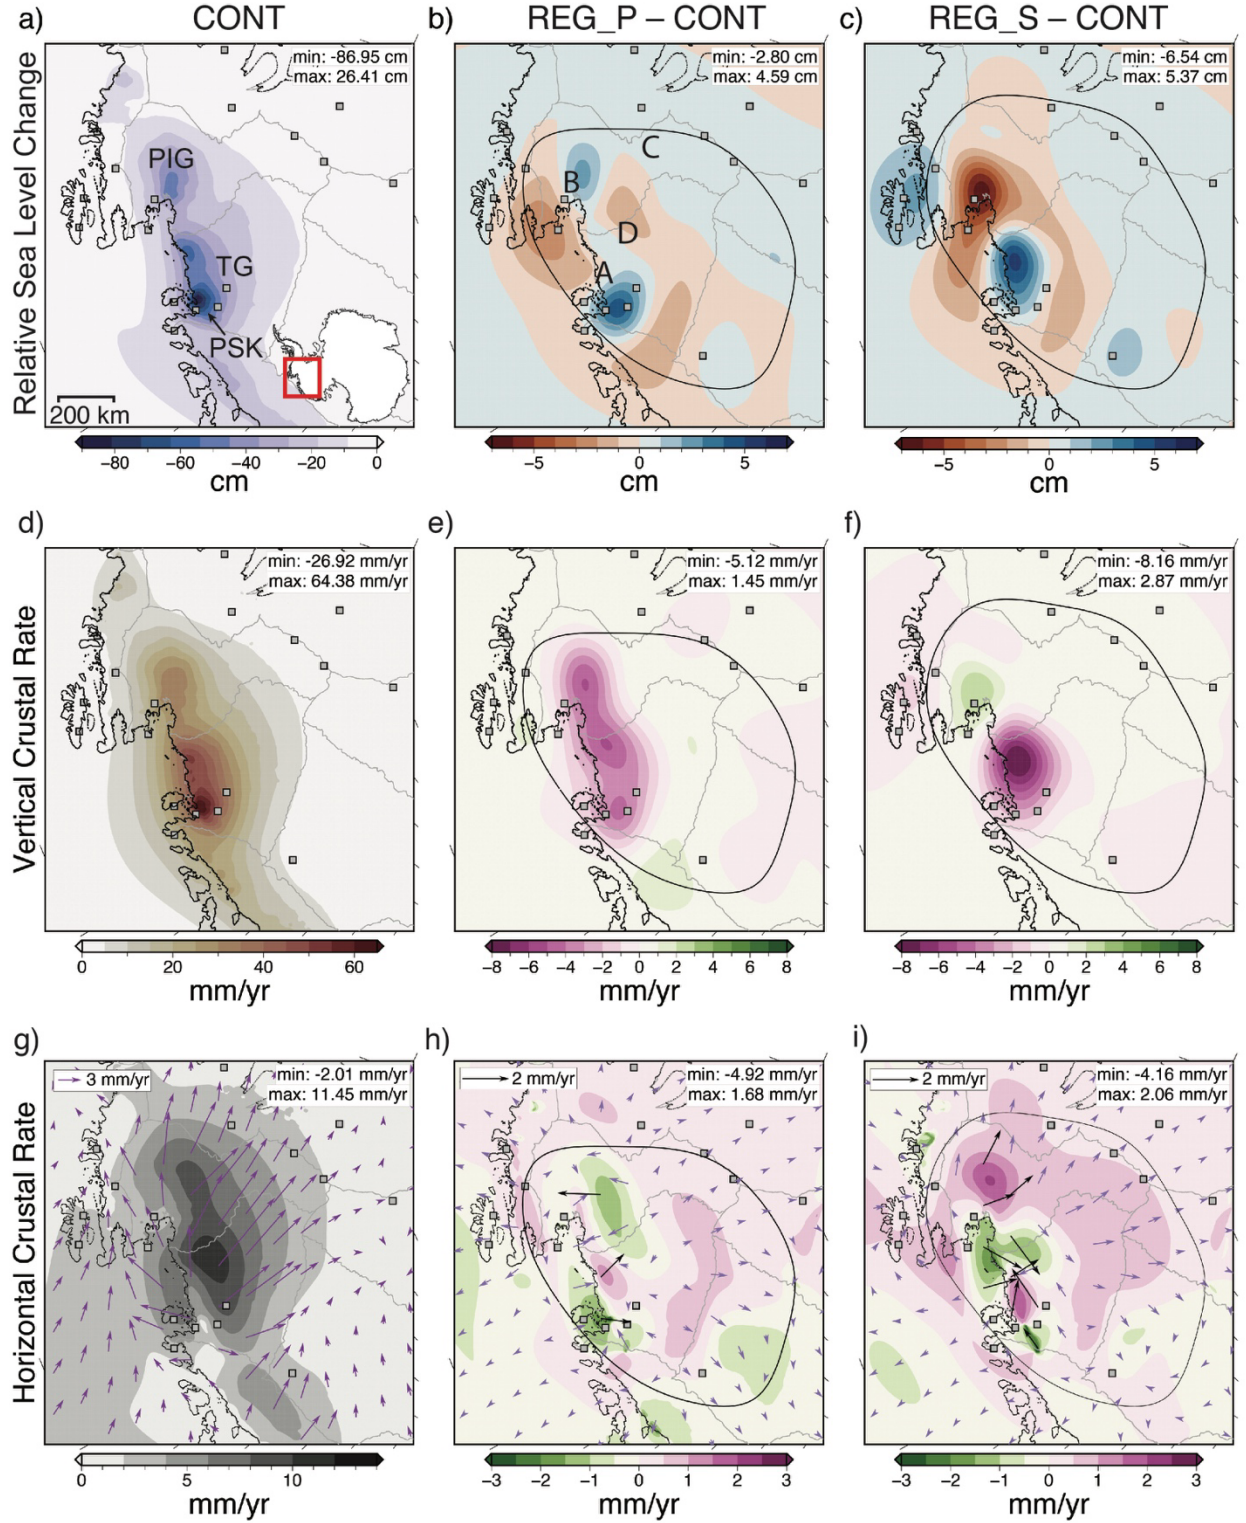 a) CONT b) REG_P – CONT c) REG_S – CONT
Relative Sea Level Change
min: -86.95 cm
max: 26.41 cm
PIG
TG
PSK
200 km
−80 −60 −40 −20 0
cm
min: -2.80 cm
max: 4.59 cm
C
B
D
A
−5 0 5
cm
min: -6.54 cm
max: 5.37 cm
−5 0 5
cm
d) e) f)
Vertical Crustal Rate
min: -26.92 mm/yr
max: 64.38 mm/yr
0 20 40 60
mm/yr
min: -5.12 mm/yr
max: 1.45 mm/yr
−8 −6 −4 −2 0 2 4 6 8
mm/yr
min: -8.16 mm/yr
max: 2.87 mm/yr
−8 −6 −4 −2 0 2 4 6 8
mm/yr
g) h) i)
Horizontal Crustal Rate
3 mm/yr
min: -2.01 mm/yr
max: 11.45 mm/yr
0 5 10
mm/yr
2 mm/yr
min: -4.92 mm/yr
max: 1.68 mm/yr
−3 −2 −1 0 1 2 3
mm/yr
2 mm/yr
min: -4.16 mm/yr
max: 2.06 mm/yr
−3 −2 −1 0 1 2 3
mm/yr